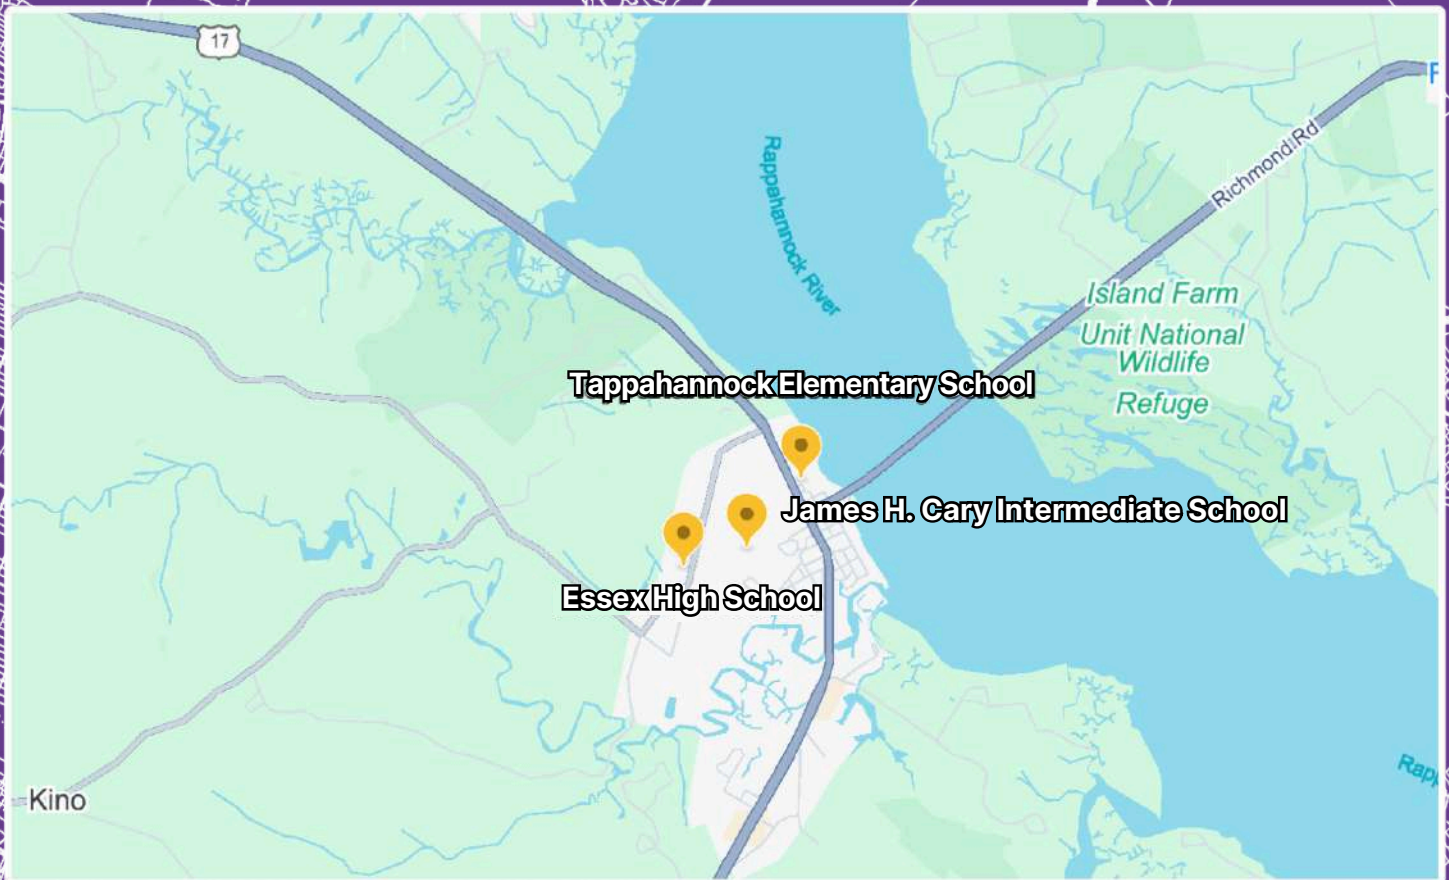 17
F
Richmond Rd
Rappahannock River
Island Farm
Unit National
Wildlife
Refuge
Tappahannock Elementary School
James H. Cary Intermediate School
Essex High School
Rapp
Kino